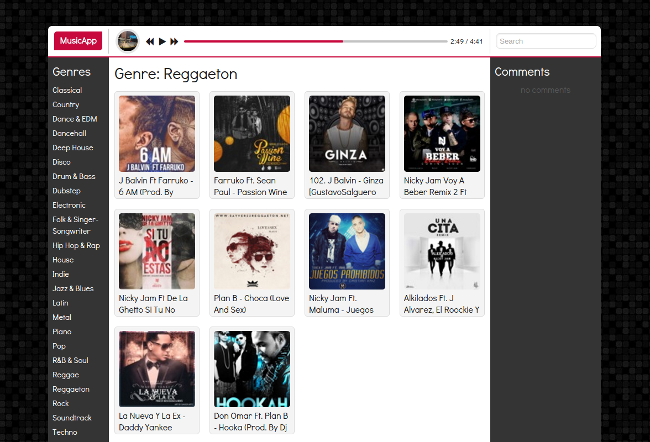 MusicApp
2:49 / 4:41
Search
Genres
Classical
Country
Dance & EDM
Dancehall
Deep House
Disco
Drum & Bass
Dubstep
Electronic
Folk & Singer-
Songwriter
Hip Hop & Rap
House
Indie
Jazz & Blues
Latin
Metal
Piano
Pop
R&B & Soul
Reggae
Reggaeton
Rock
Soundtrack
Techno
Genre: Reggaeton
6 AM
J BALVIN FT FARRUKO
J Balvin Ft Farruko -
6 AM (Prod. By
Passion
Wine
Farruko Ft. Sean
Paul - Passion Wine
GINZA
102. J Balvin - Ginza
[GustavoSalguero
VOY A
BEBER
Nicky Jam Voy A
Beber Remix 2 Ft
NICKY JAM
SI TU
NO
ESTAS
Nicky Jam Ft De La
Ghetto Si Tu No
Plan B - Choca (Love
And Sex)
JUEGOS PROHIBIDOS
Nicky Jam Ft.
Maluma - Juegos
UNA
CITA
REMIX
Alkilados Ft. J
Alvarez, El Roockie Y
LA NUEVA Y LA EX
La Nueva Y La Ex -
Daddy Yankee
HOOKAH
Don Omar Ft. Plan B
- Hooka (Prod. By Dj
Comments
no comments